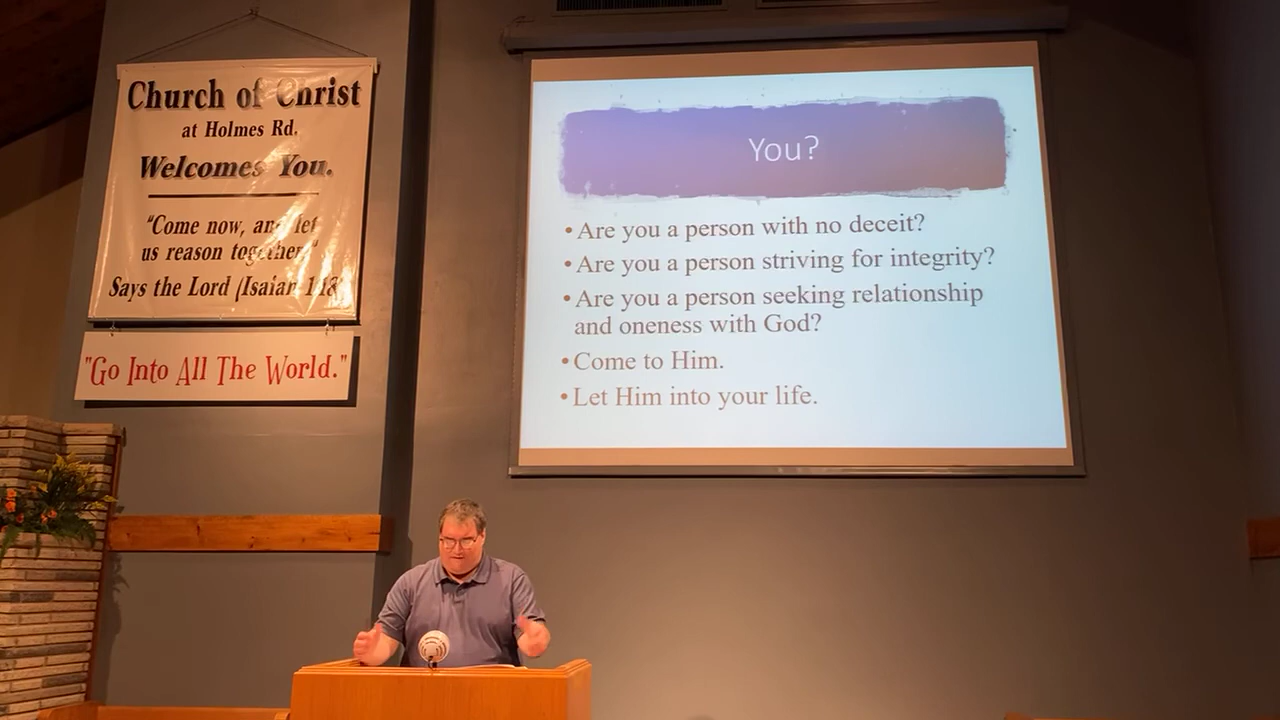 Church of Christ
at Holmes Rd.
Welcomes You.
"Come now, and let
us reason together,"
Says the Lord (Isaiah 1:18)
"Go Into All The World."
You?
• Are you a person with no deceit?
• Are you a person striving for integrity?
• Are you a person seeking relationship
and oneness with God?
• Come to Him.
• Let Him into your life.